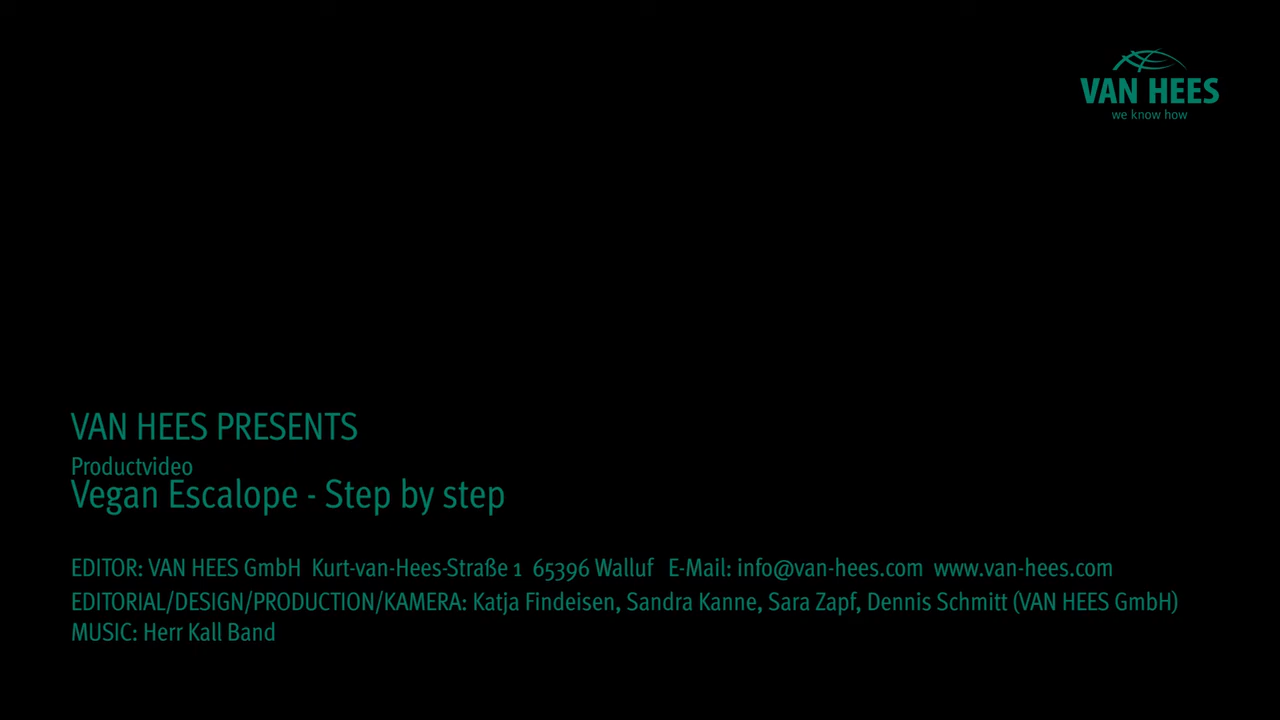 VAN HEES
we know how
VAN HEES PRESENTS
Productvideo
Vegan Escalope - Step by step
EDITOR: VAN HEES GmbH Kurt-van-Hees-Straße 1 65396 Walluf E-Mail: info@van-hees.com www.van-hees.com
EDITORIAL/DESIGN/PRODUCTION/KAMERA: Katja Findeisen, Sandra Kanne, Sara Zapf, Dennis Schmitt (VAN HEES GmbH)
MUSIC: Herr Kall Band